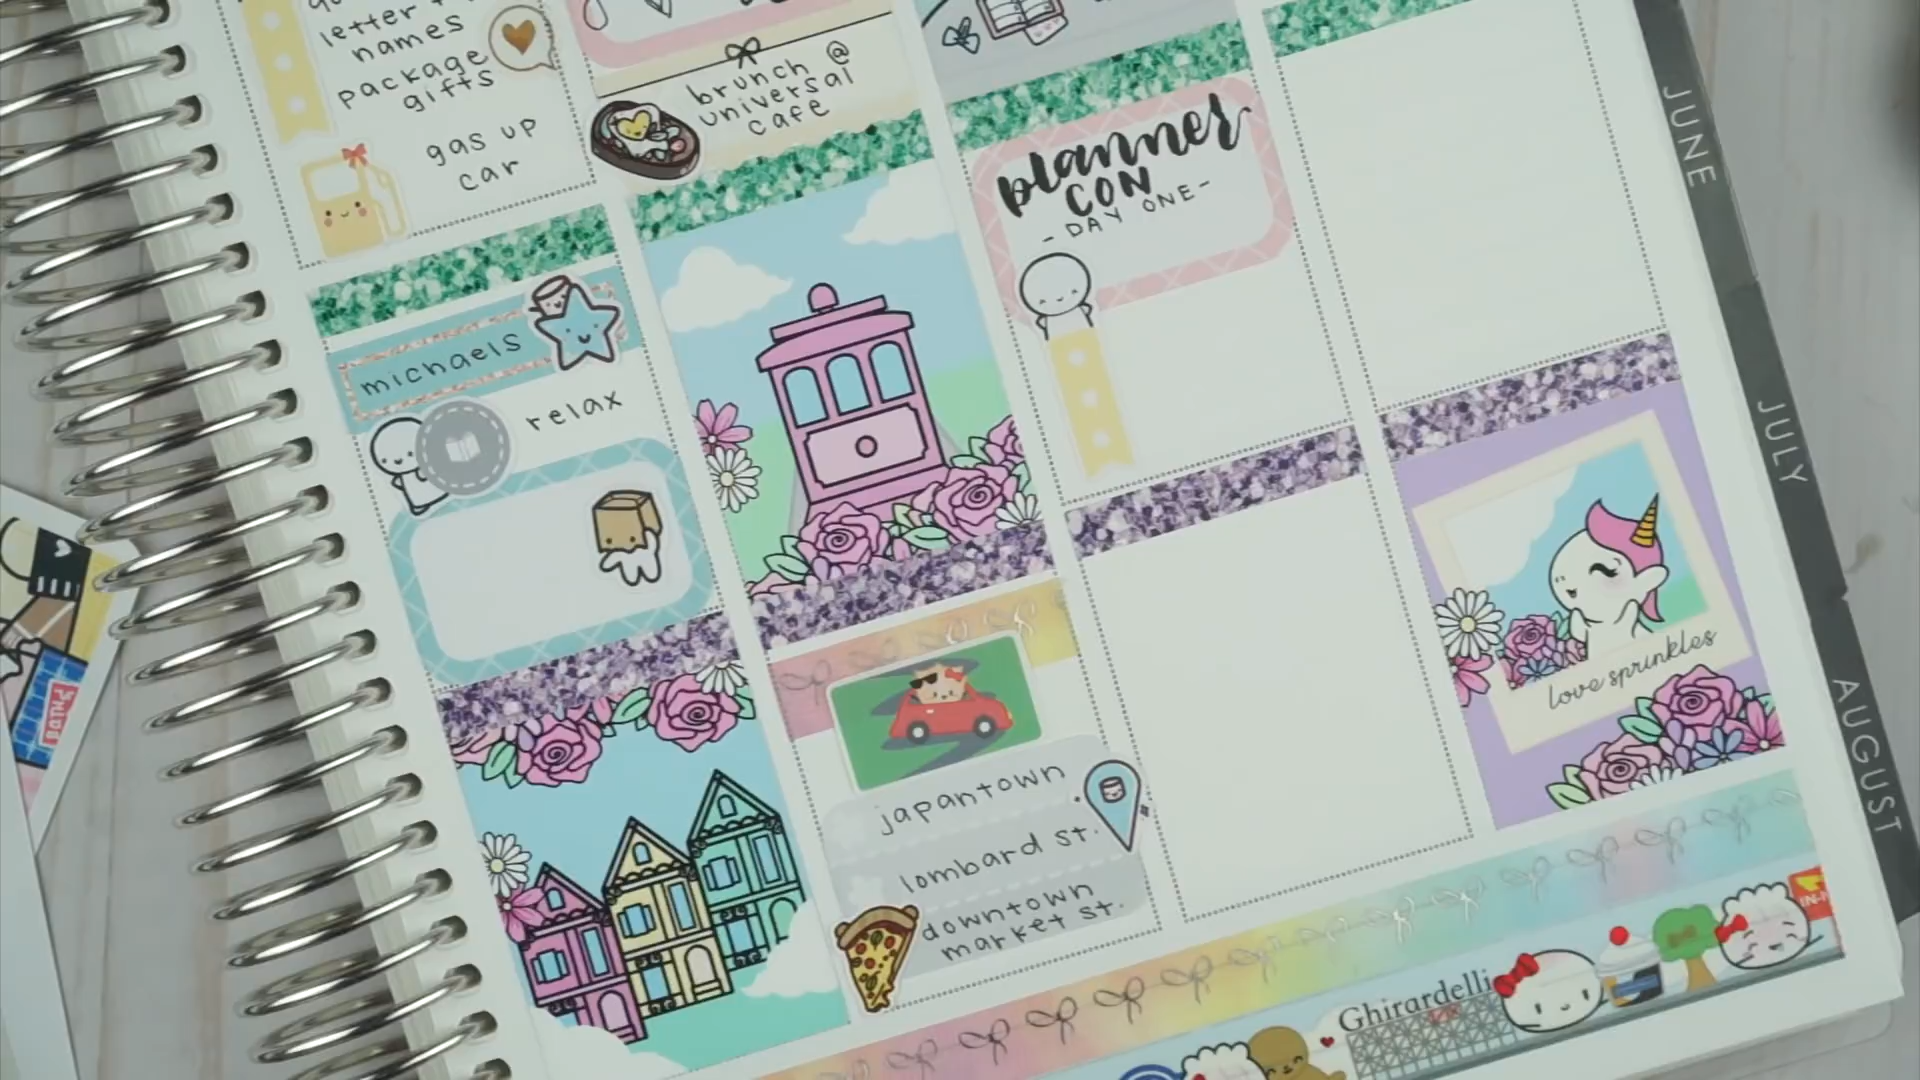 letter +
names
package
gifts
gas up
car
brunch @
universal
cafe
planner
con
- DAY ONE -
michaels
relax
japantown
lombard st.
downtown
market st.
love sprinkles
Ghirardelli
JUNE
JULY
AUGUST